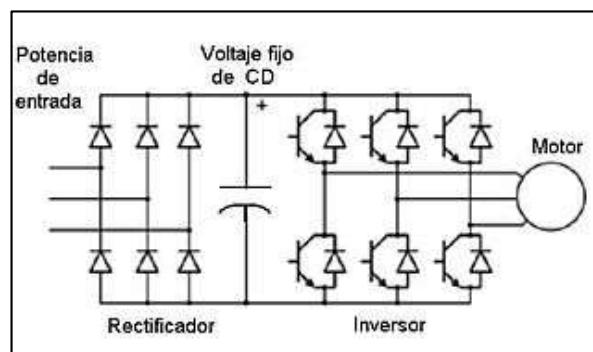 Potencia
de
entrada
Voltaje fijo
de CD
+
Motor
Rectificador
Inversor